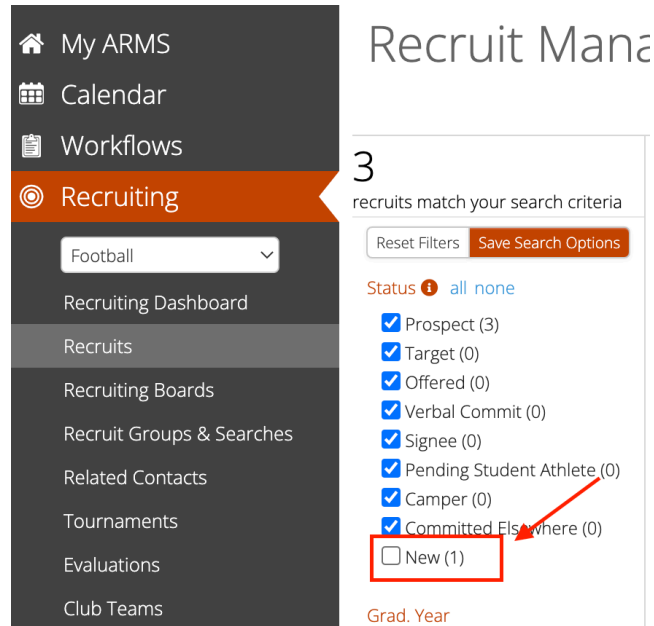 My ARMS
Calendar
Workflows
Recruiting
Football
Recruiting Dashboard
Recruits
Recruiting Boards
Recruit Groups & Searches
Related Contacts
Tournaments
Evaluations
Club Teams
Recruit Mana
3
recruits match your search criteria
Reset Filters Save Search Options
Status all none
Prospect (3)
Target (0)
Offered (0)
Verbal Commit (0)
Signee (0)
Pending Student Athlete (0)
Camper (0)
Committed Elsewhere (0)
New (1)
Grad. Year